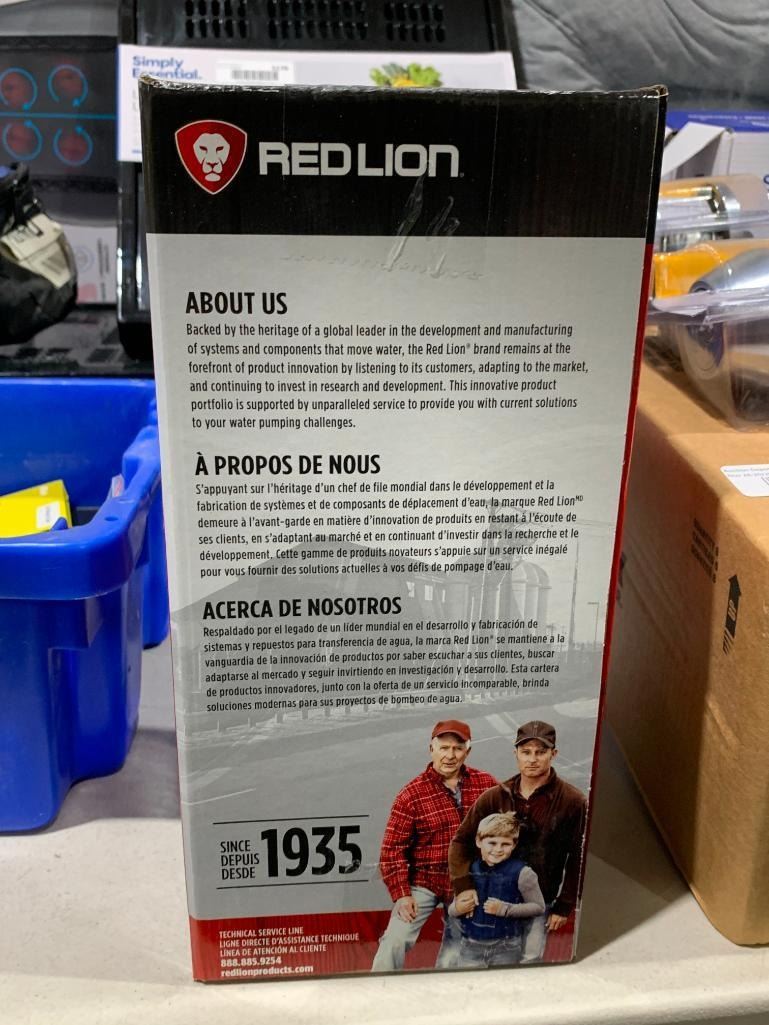 Simply
Essential.
RED LION
ABOUT US
Backed by the heritage of a global leader in the development and manufacturing
of systems and components that move water, the Red Lion® brand remains at the
forefront of product innovation by listening to its customers, adapting to the market,
and continuing to invest in research and development. This innovative product
portfolio is supported by unparalleled service to provide you with current solutions
to your water pumping challenges.
À PROPOS DE NOUS
S'appuyant sur l'héritage d'un chef de file mondial dans le développement et la
fabrication de systèmes et de composants de déplacement d'eau, la marque Red Lionᴹᴰ
demeure à l'avant-garde en matière d'innovation de produits en restant à l'écoute de
ses clients, en s'adaptant au marché et en continuant d'investir dans la recherche et le
développement. Cette gamme de produits novateurs s'appuie sur un service inégalé
pour vous fournir des solutions actuelles à vos défis de pompage d'eau.
ACERCA DE NOSOTROS
Respaldado por el legado de un líder mundial en el desarrollo y fabricación de
sistemas y repuestos para transferencia de agua, la marca Red Lion® se mantiene a la
vanguardia de la innovación de productos por saber escuchar a sus clientes, buscar
adaptarse al mercado y seguir invirtiendo en investigación y desarrollo. Esta cartera
de productos innovadores, junto con la oferta de un servicio incomparable, brinda
soluciones modernas para sus proyectos de bombeo de agua.
SINCE
DEPUIS
DESDE
1935
TECHNICAL SERVICE LINE
LIGNE DIRECTE D'ASSISTANCE TECHNIQUE
LÍNEA DE ATENCIÓN AL CLIENTE
888.885.9254
redlionproducts.com